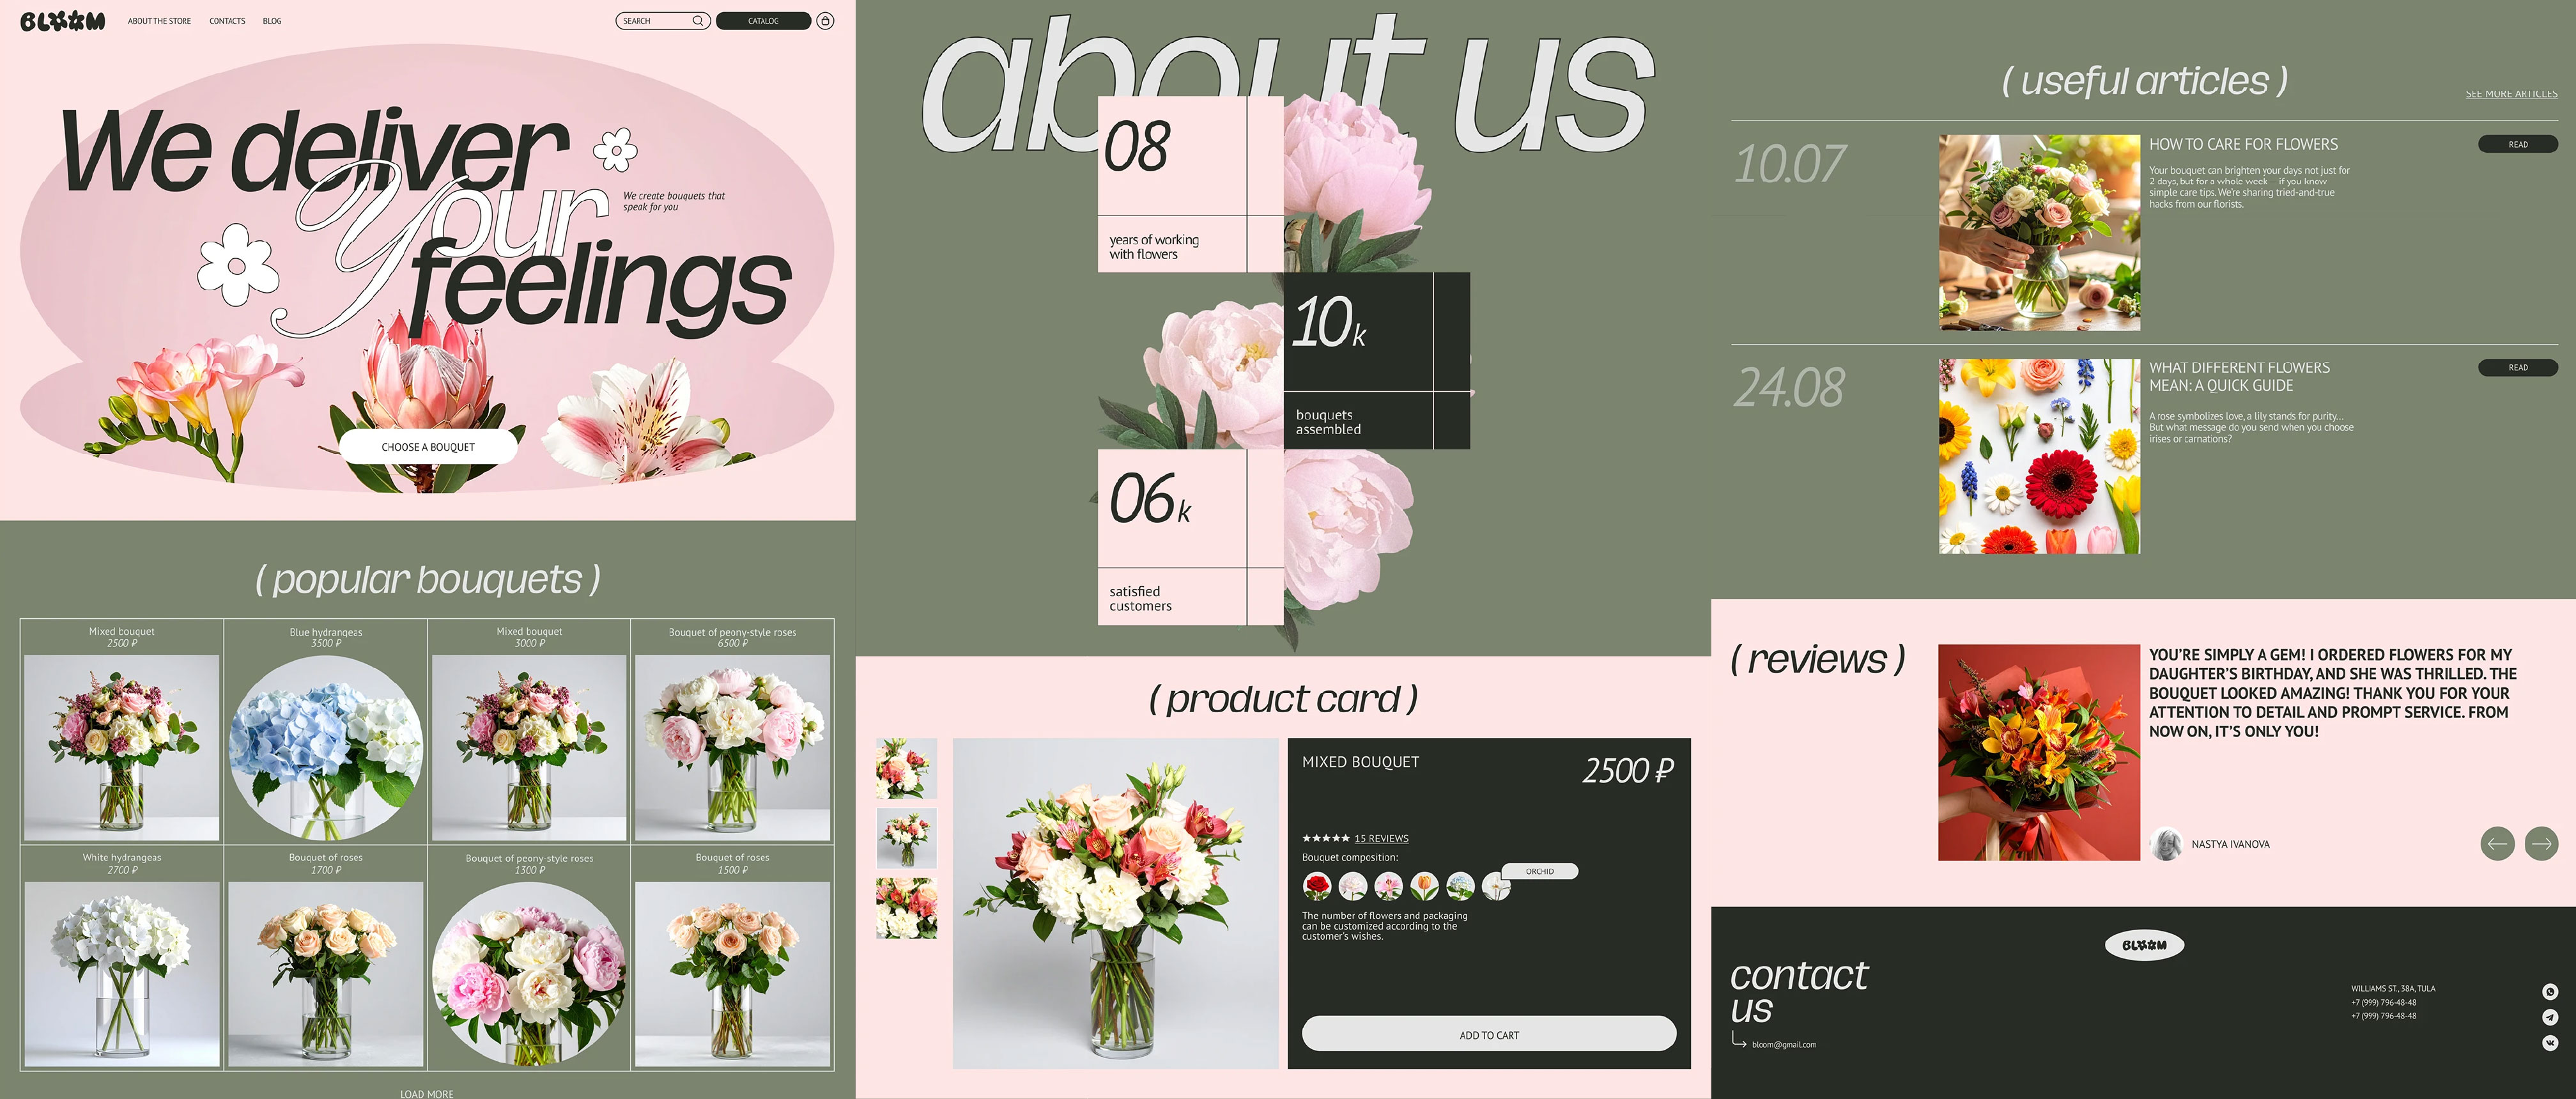 BLOOM
ABOUT THE STORE
CONTACTS
BLOG
SEARCH
CATALOG
We deliver
Your
feelings
We create bouquets that
speak for you
CHOOSE A BOUQUET
( popular bouquets )
Mixed bouquet
2500 ₽
Blue hydrangeas
3500 ₽
Mixed bouquet
3000 ₽
Bouquet of peony-style roses
6500 ₽
White hydrangeas
2700 ₽
Bouquet of roses
1700 ₽
Bouquet of peony-style roses
1300 ₽
Bouquet of roses
1500 ₽
LOAD MORE
about us
08
years of working
with flowers
10k
bouquets
assembled
06k
satisfied
customers
( product card )
MIXED BOUQUET
2500 ₽
★★★★★ 15 REVIEWS
Bouquet composition:
ORCHID
The number of flowers and packaging
can be customized according to the
customer's wishes.
ADD TO CART
( useful articles )
SEE MORE ARTICLES
10.07
HOW TO CARE FOR FLOWERS
READ
Your bouquet can brighten your days not just for
2 days, but for a whole week if you know
simple care tips. We're sharing tried-and-true
hacks from our florists.
24.08
WHAT DIFFERENT FLOWERS
MEAN: A QUICK GUIDE
READ
A rose symbolizes love, a lily stands for purity...
But what message do you send when you choose
irises or carnations?
( reviews )
YOU'RE SIMPLY A GEM! I ORDERED FLOWERS FOR MY
DAUGHTER'S BIRTHDAY, AND SHE WAS THRILLED. THE
BOUQUET LOOKED AMAZING! THANK YOU FOR YOUR
ATTENTION TO DETAIL AND PROMPT SERVICE. FROM
NOW ON, IT'S ONLY YOU!
NASTYA IVANOVA
BLOOM
contact
us
bloom@gmail.com
WILLIAMS ST., 38A, TULA
+7 (999) 796-48-48
+7 (999) 796-48-48